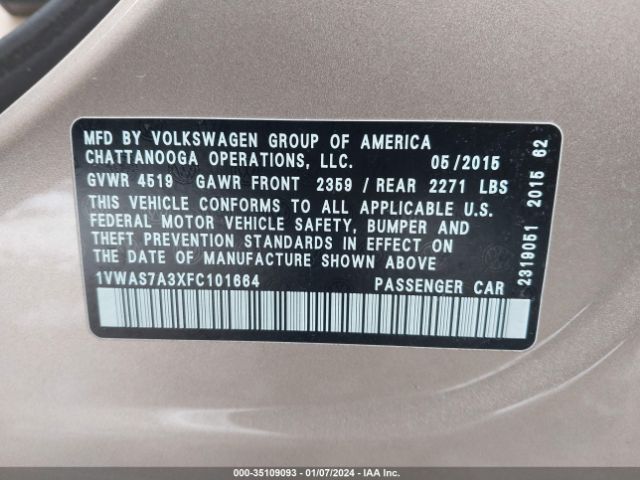 MFD BY VOLKSWAGEN GROUP OF AMERICA
CHATTANOOGA OPERATIONS, LLC. 05/2015
GVWR 4519 GAWR FRONT 2359 / REAR 2271 LBS
THIS VEHICLE CONFORMS TO ALL APPLICABLE U.S.
FEDERAL MOTOR VEHICLE SAFETY, BUMPER AND
THEFT PREVENTION STANDARDS IN EFFECT ON
THE DATE OF MANUFACTURE SHOWN ABOVE
1VWAS7A3XFC101664 PASSENGER CAR
2319051 2015 62
000-35109093 - 01/07/2024 - IAA Inc.